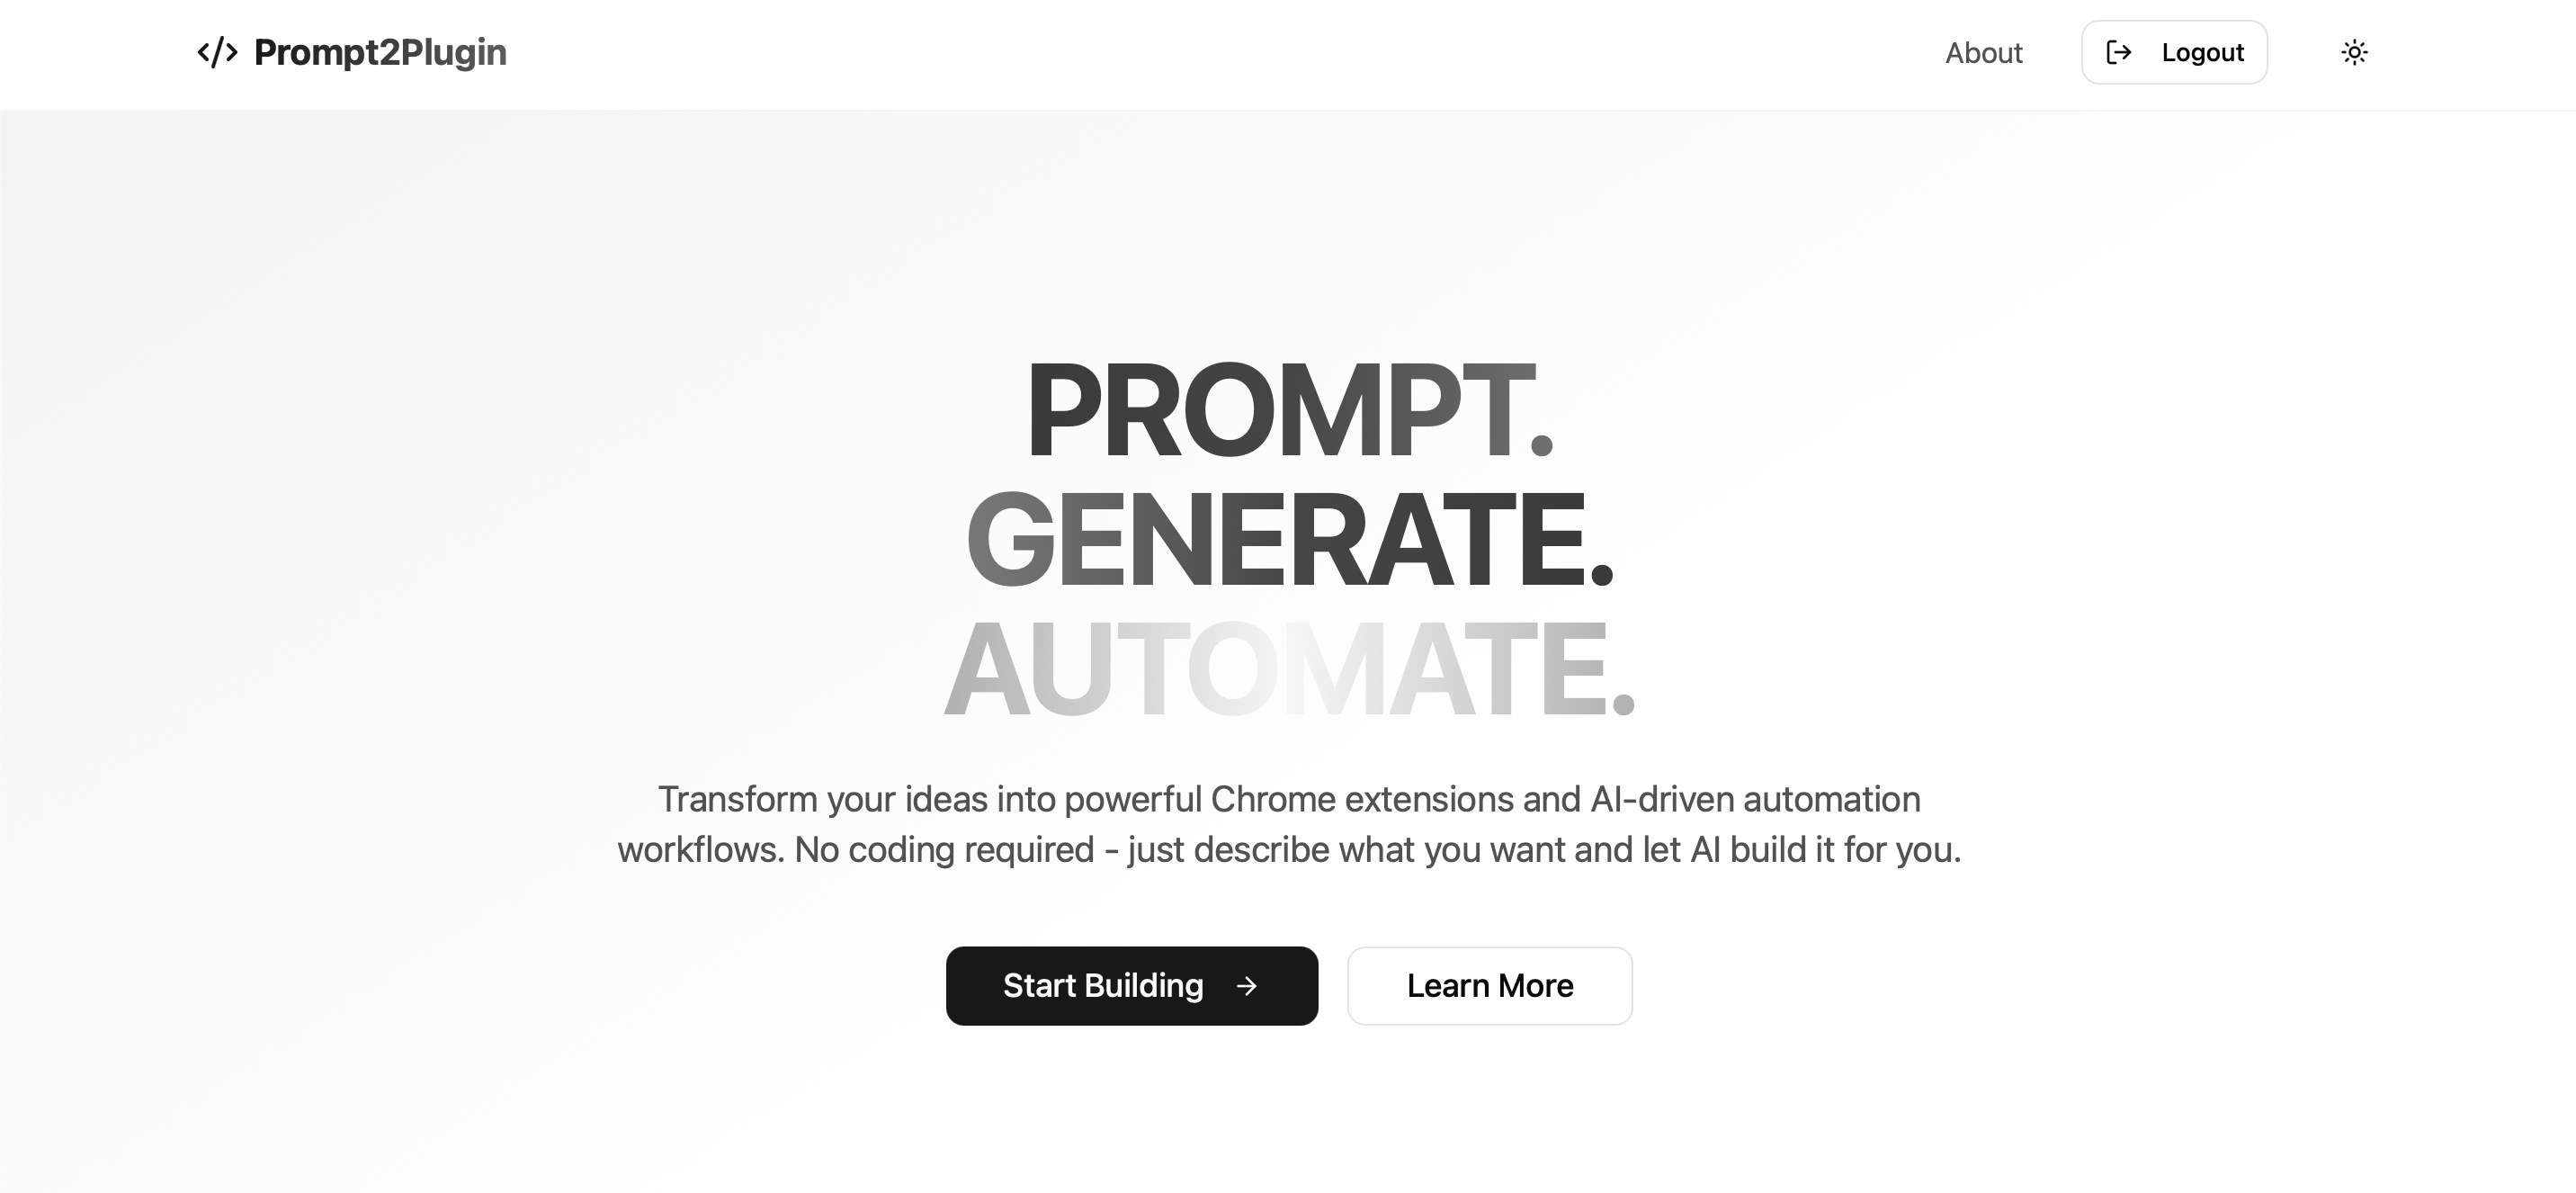 Prompt2Plugin
About
Logout
PROMPT.
GENERATE.
AUTOMATE.
Transform your ideas into powerful Chrome extensions and AI-driven automation
workflows. No coding required - just describe what you want and let AI build it for you.
Start Building
Learn More